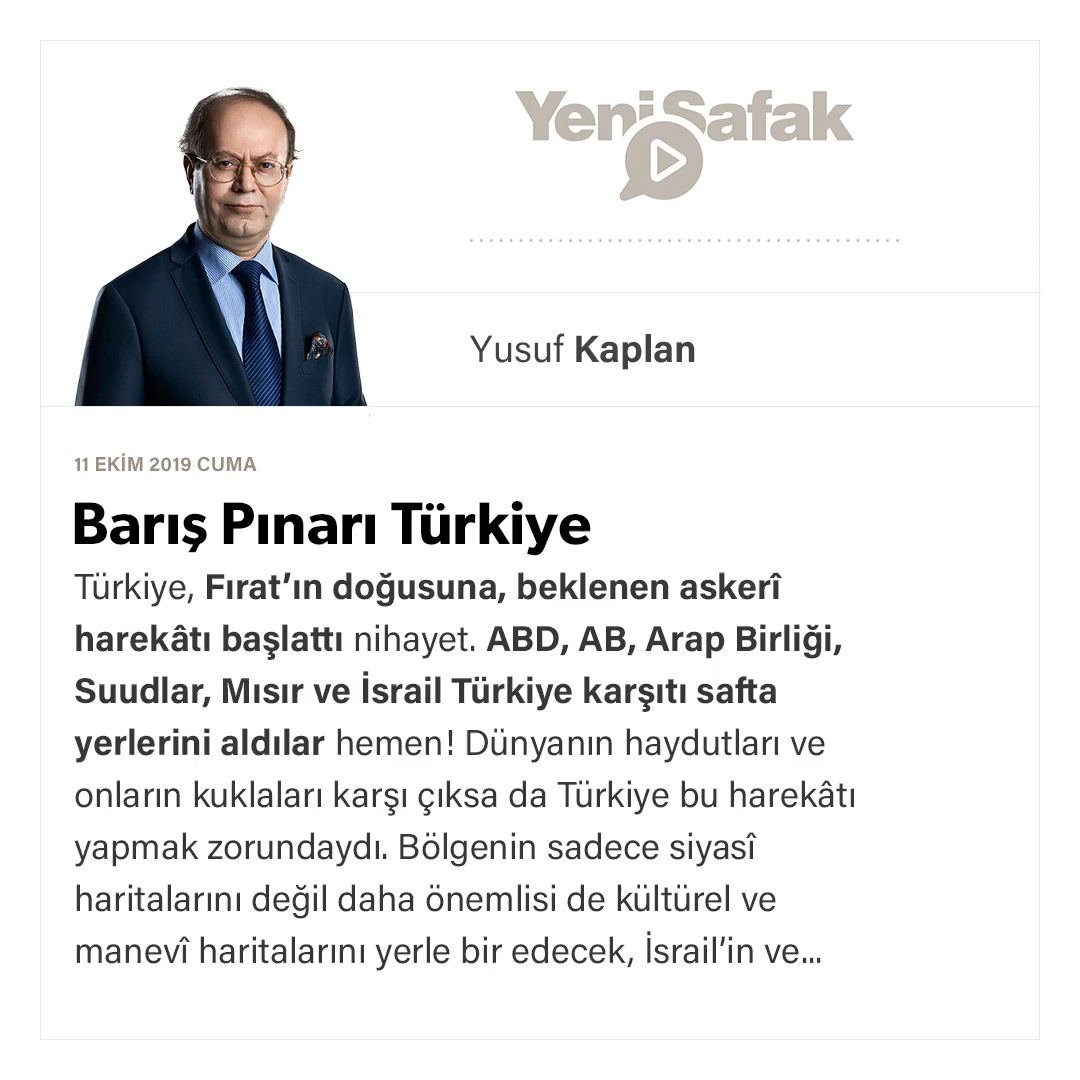 YeniSafak
Yusuf Kaplan
11 EKİM 2019 CUMA
Barış Pınarı Türkiye
Türkiye, Fırat’ın doğusuna, beklenen askerî
harekâtı başlattı nihayet. ABD, AB, Arap Birliği,
Suudlar, Mısır ve İsrail Türkiye karşıtı safta
yerlerini aldılar hemen! Dünyanın haydutları ve
onların kuklaları karşı çıksa da Türkiye bu harekâtı
yapmak zorundaydı. Bölgenin sadece siyasî
haritalarını değil daha önemlisi de kültürel ve
manevî haritalarını yerle bir edecek, İsrail’in ve...